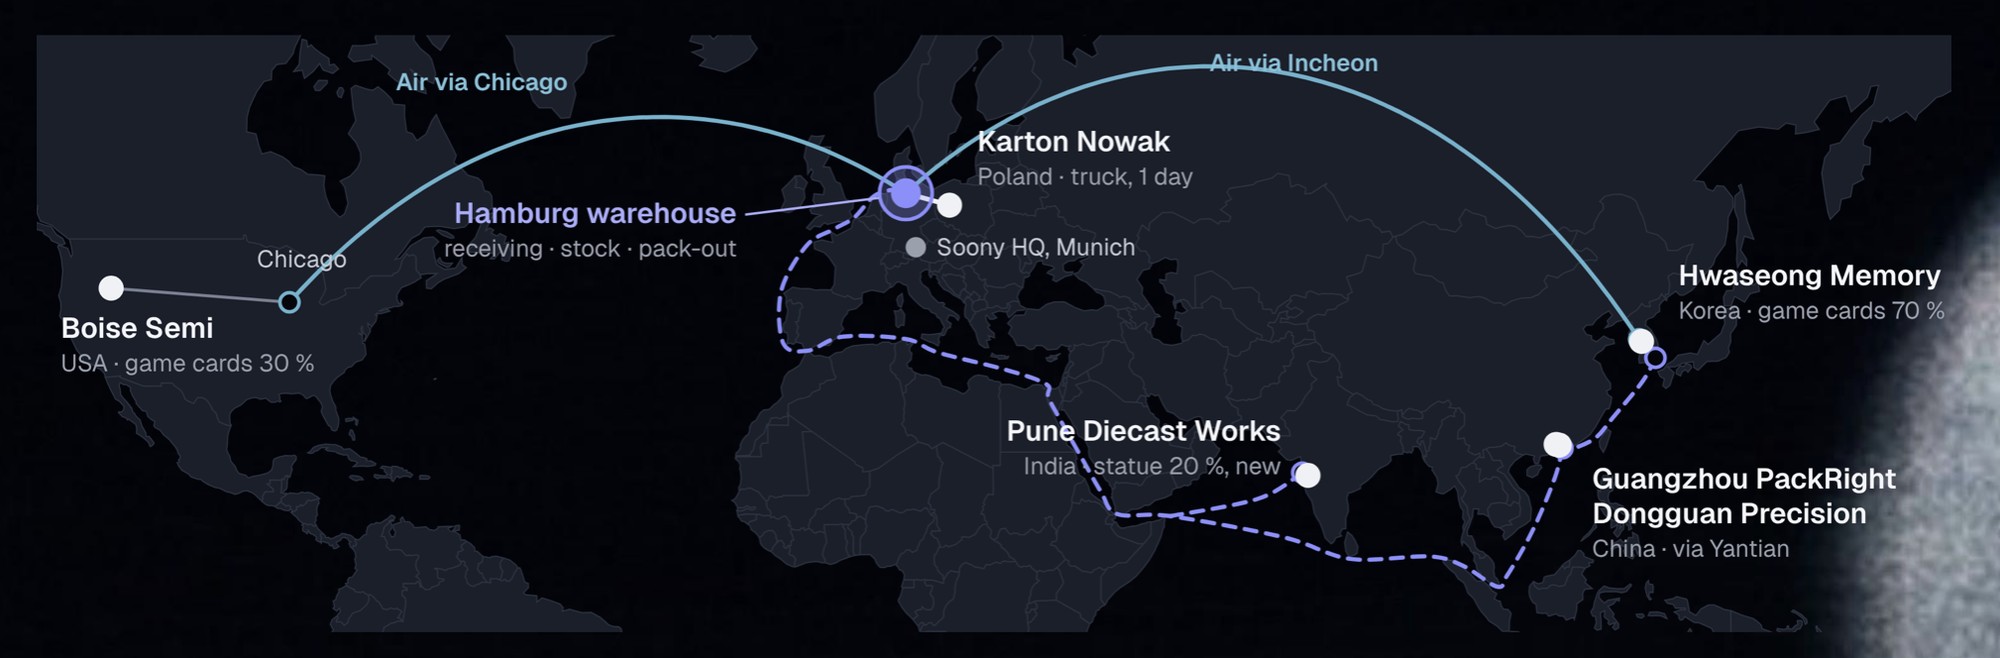 Air via Chicago
Air via Incheon
Karton Nowak
Poland · truck, 1 day
Hamburg warehouse
receiving · stock · pack-out
Soony HQ, Munich
Chicago
Boise Semi
USA · game cards 30 %
Hwaseong Memory
Korea · game cards 70 %
Pune Diecast Works
India · statue 20 %, new
Guangzhou PackRight
Dongguan Precision
China · via Yantian